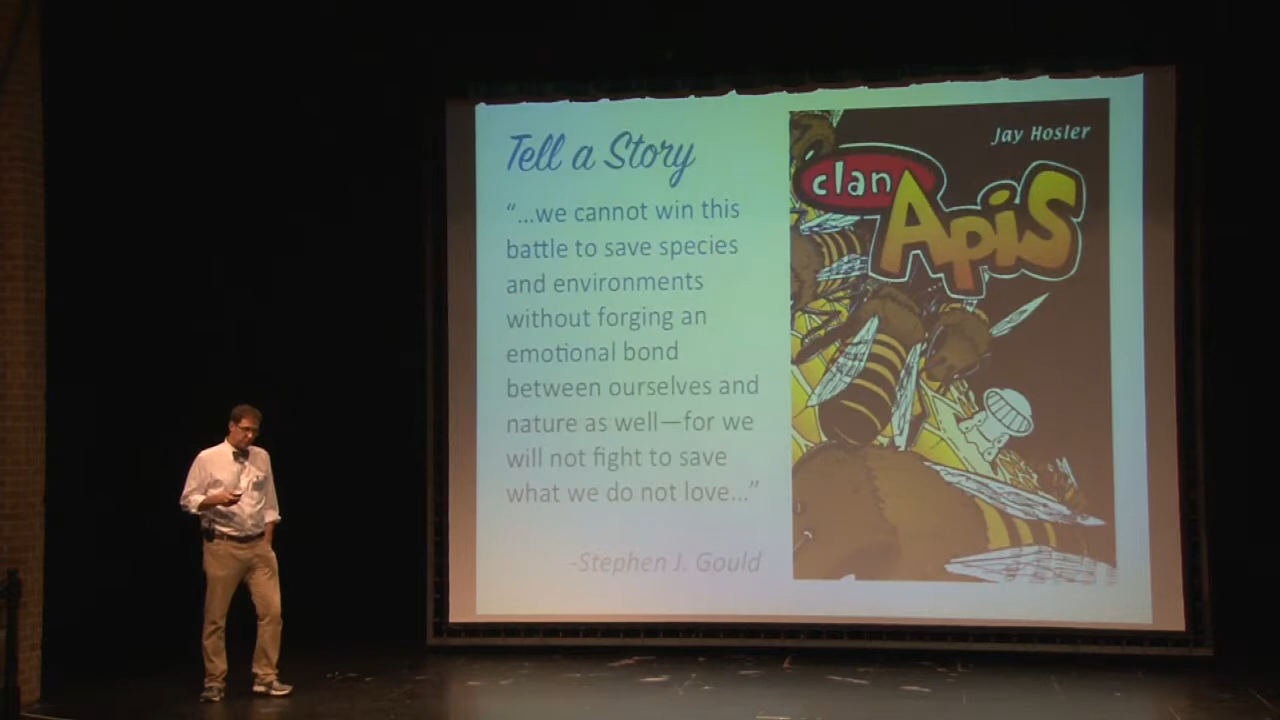 Tell a Story
“...we cannot win this
battle to save species
and environments
without forging an
emotional bond
between ourselves and
nature as well—for we
will not fight to save
what we do not love...”
-Stephen J. Gould
Jay Hosler
clan
Apis